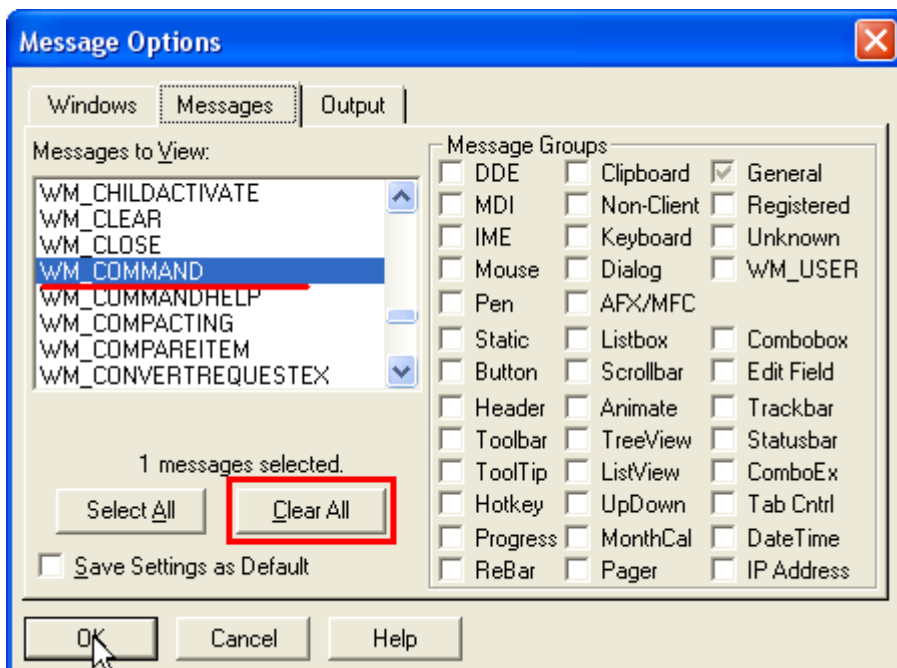 Message Options
Windows Messages Output
Messages to View:
WM_CHILDACTIVATE
WM_CLEAR
WM_CLOSE
WM_COMMAND
WM_COMMANDHELP
WM_COMPACTING
WM_COMPAREITEM
WM_CONVERTREQUESTEX
1 messages selected.
Select All Clear All
Save Settings as Default
Message Groups
DDE Clipboard General
MDI Non-Client Registered
IME Keyboard Unknown
Mouse Dialog WM_USER
Pen AFX/MFC
Static Listbox Combobox
Button Scrollbar Edit Field
Header Animate Trackbar
Toolbar TreeView Statusbar
ToolTip ListView ComboEx
Hotkey UpDown Tab Cntrl
Progress MonthCal DateTime
ReBar Pager IP Address
OK Cancel Help